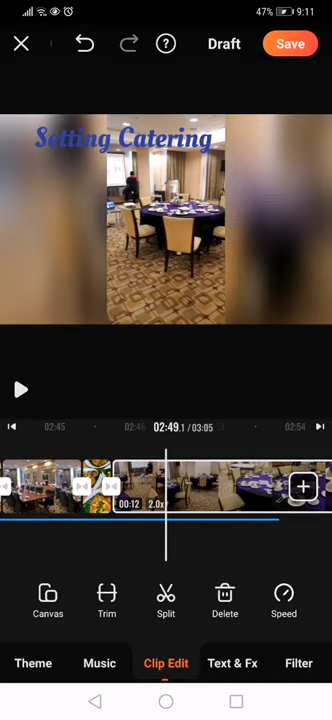 47% 9:11
? Draft Save
Setting Catering
02:45 02:49.1 / 03:05 02:54
00:12 2.0x
Canvas Trim Split Delete Speed
Theme Music Clip Edit Text & Fx Filter